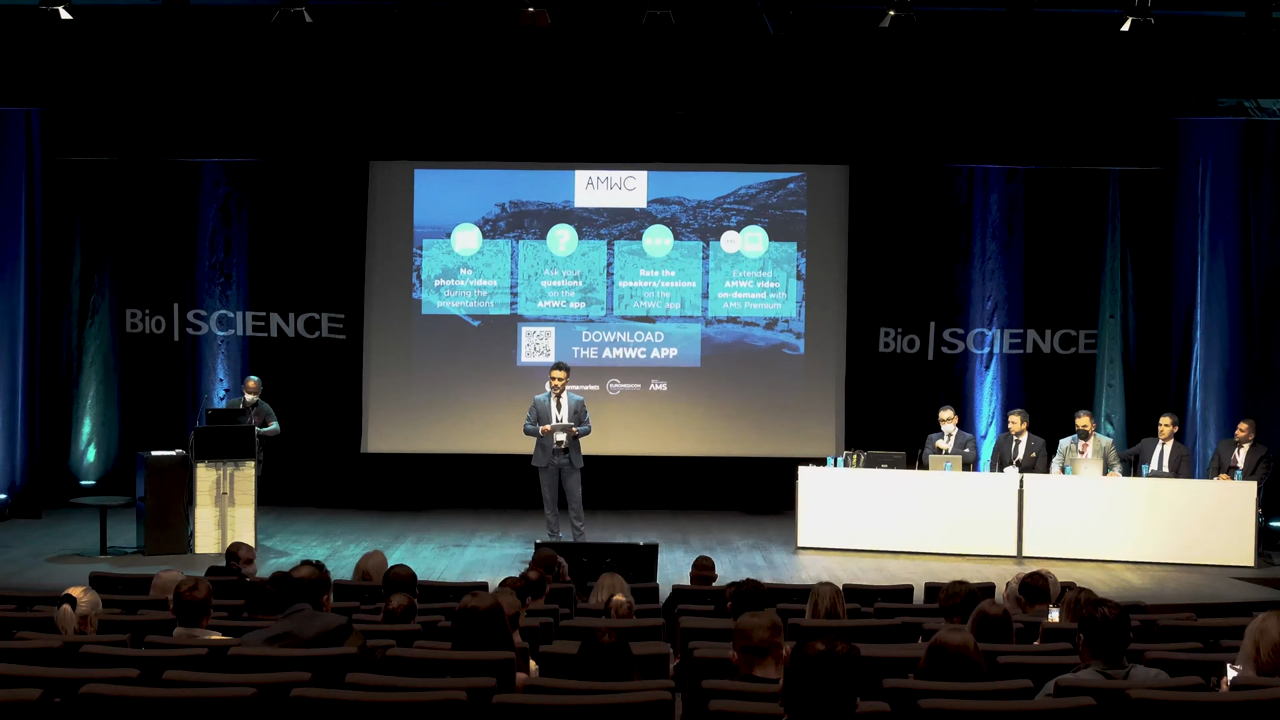 AMWC
No
photos/videos
during the
presentations
?
Ask your
questions
on the
AMWC app
Rate the
speakers/sessions
on the
AMWC app
Extended
AMWC video
on-demand with
AMS Premium
DOWNLOAD
THE AMWC APP
EUROMEDICOM
AMS
Bio | SCIENCE
Bio | SCIENCE